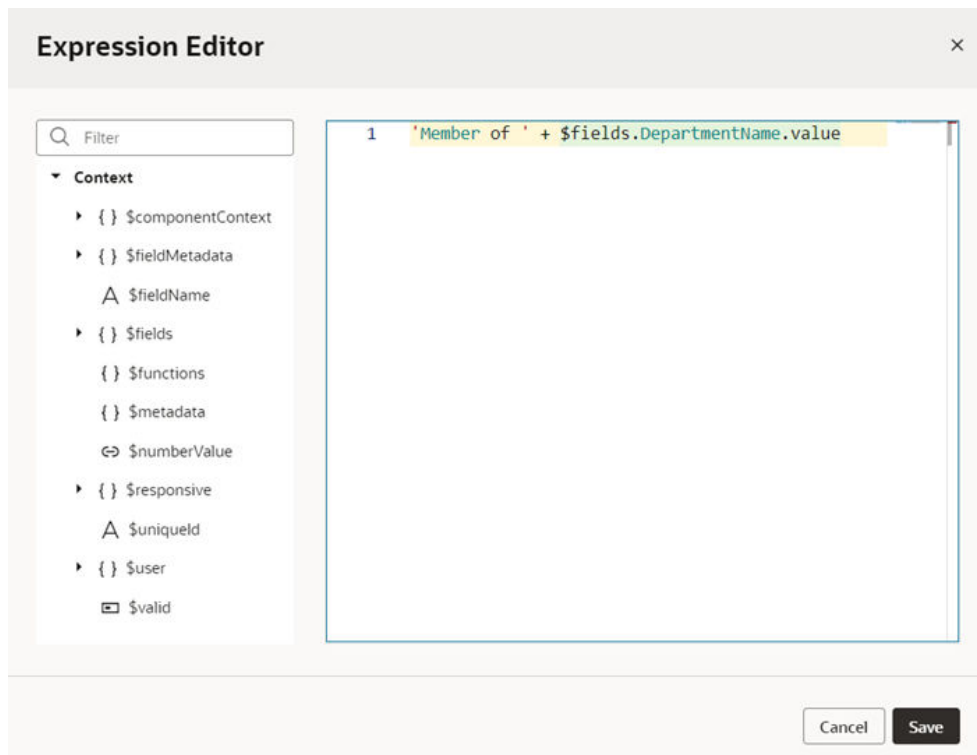 Expression Editor
Filter
1 'Member of ' + $fields.DepartmentName.value
Context
{ } $componentContext
{ } $fieldMetadata
A $fieldName
{ } $fields
{ } $functions
{ } $metadata
$numberValue
{ } $responsive
A $uniqueId
{ } $user
$valid
Cancel Save